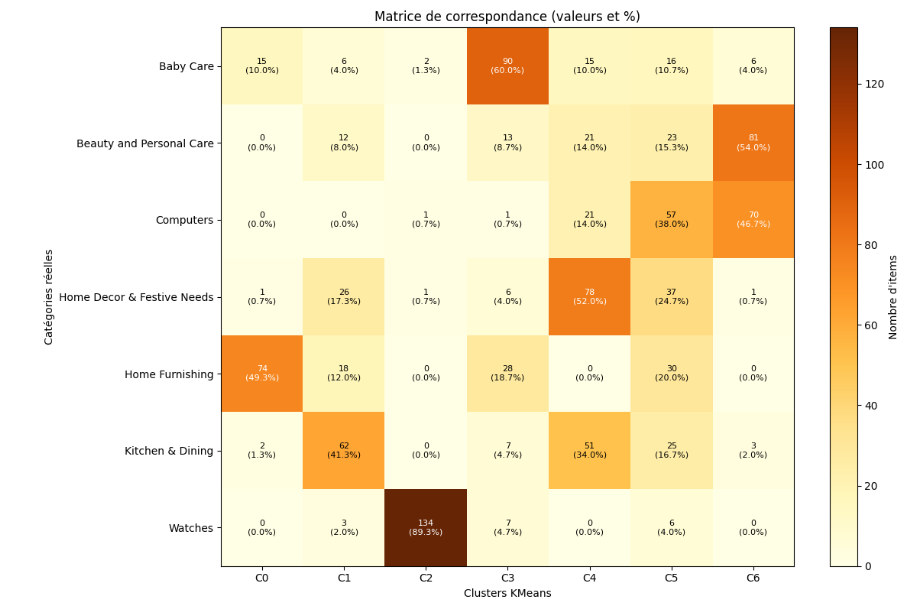 Matrice de correspondance (valeurs et %)
Catégories réelles
Baby Care
15 6 2 90 15 16 6
(10.0%) (4.0%) (1.3%) (60.0%) (10.0%) (10.7%) (4.0%)
Beauty and Personal Care
0 12 0 13 21 23 81
(0.0%) (8.0%) (0.0%) (8.7%) (14.0%) (15.3%) (54.0%)
Computers
0 0 1 1 21 57 70
(0.0%) (0.0%) (0.7%) (0.7%) (14.0%) (38.0%) (46.7%)
Home Decor & Festive Needs
1 26 1 6 78 37 1
(0.7%) (17.3%) (0.7%) (4.0%) (52.0%) (24.7%) (0.7%)
Home Furnishing
74 18 0 28 0 30 0
(49.3%) (12.0%) (0.0%) (18.7%) (0.0%) (20.0%) (0.0%)
Kitchen & Dining
2 62 0 7 51 25 3
(1.3%) (41.3%) (0.0%) (4.7%) (34.0%) (16.7%) (2.0%)
Watches
0 3 134 7 0 6 0
(0.0%) (2.0%) (89.3%) (4.7%) (0.0%) (4.0%) (0.0%)
C0 C1 C2 C3 C4 C5 C6
Clusters KMeans
120
100
80
60
40
20
0
Nombre d'items